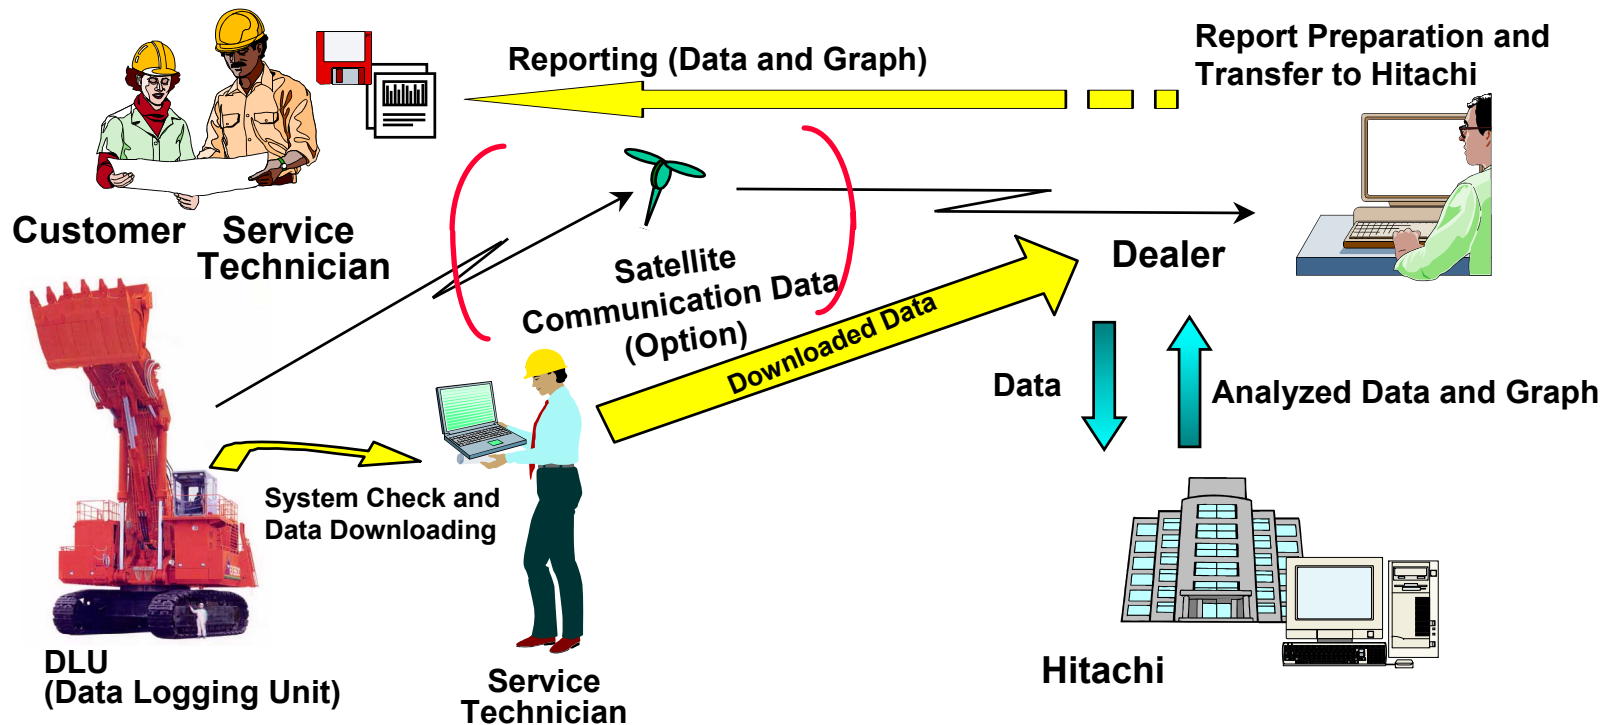 Reporting (Data and Graph)
Report Preparation and
Transfer to Hitachi
Customer
Service
Technician
Satellite
Communication Data
(Option)
Dealer
Downloaded Data
Data
Analyzed Data and Graph
System Check and
Data Downloading
DLU
(Data Logging Unit)
Service
Technician
Hitachi